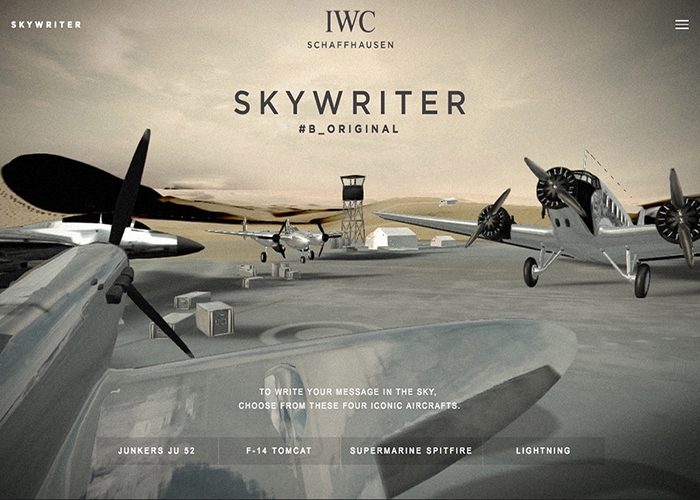 SKYWRITER
IWC
SCHAFFHAUSEN
SKYWRITER
#B_ORIGINAL
TO WRITE YOUR MESSAGE IN THE SKY,
CHOOSE FROM THESE FOUR ICONIC AIRCRAFTS.
JUNKERS JU 52 F-14 TOMCAT SUPERMARINE SPITFIRE LIGHTNING